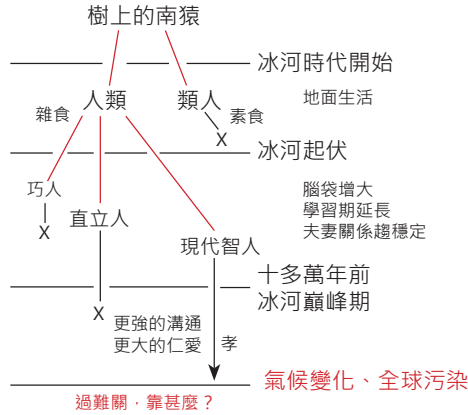 樹上的南猿
冰河時代開始
人類
類人
地面生活
雜食
素食
X
冰河起伏
巧人
腦袋增大
學習期延長
夫妻關係趨穩定
直立人
X
現代智人
十多萬年前
冰河巔峰期
X
更強的溝通
更大的仁愛
孝
氣候變化、全球污染
過難關，靠甚麼？